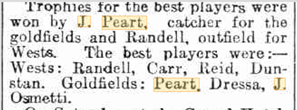 Trophies for the best players were
won by J. Peart, catcher for the
goldfields and Randell, outfield for
Wests. The best players were:—
Wests: Randell, Carr, Reid, Dun-
stan. Goldfields: Peart, Dressa, J.
Osmetti.